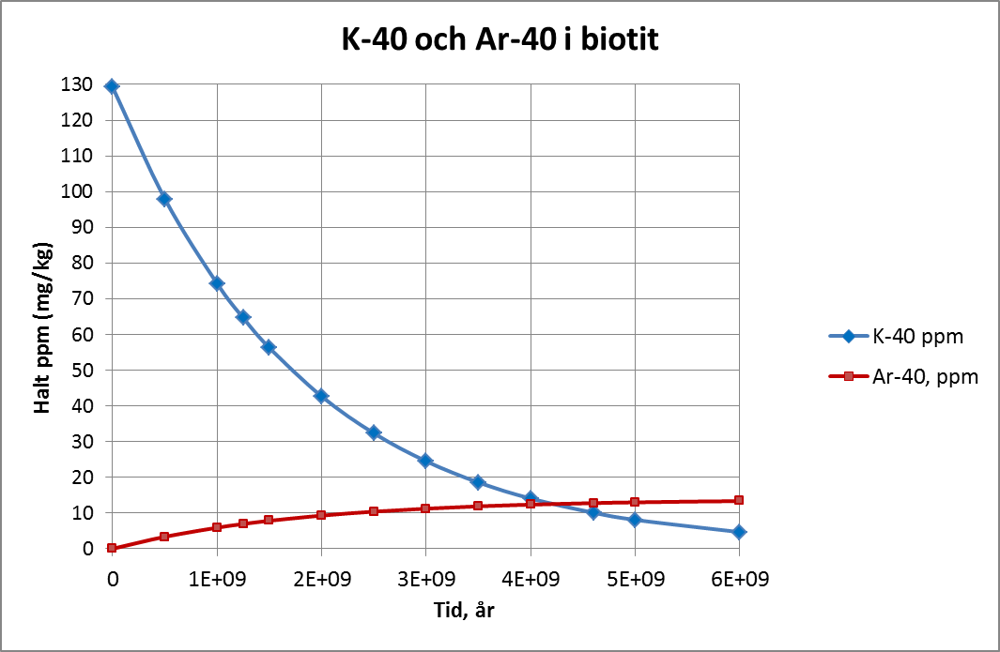 K-40 och Ar-40 i biotit
130
120
110
100
90
80
70
60
50
40
30
20
10
0
Halt ppm (mg/kg)
0 1E+09 2E+09 3E+09 4E+09 5E+09 6E+09
Tid, år
K-40 ppm
Ar-40, ppm